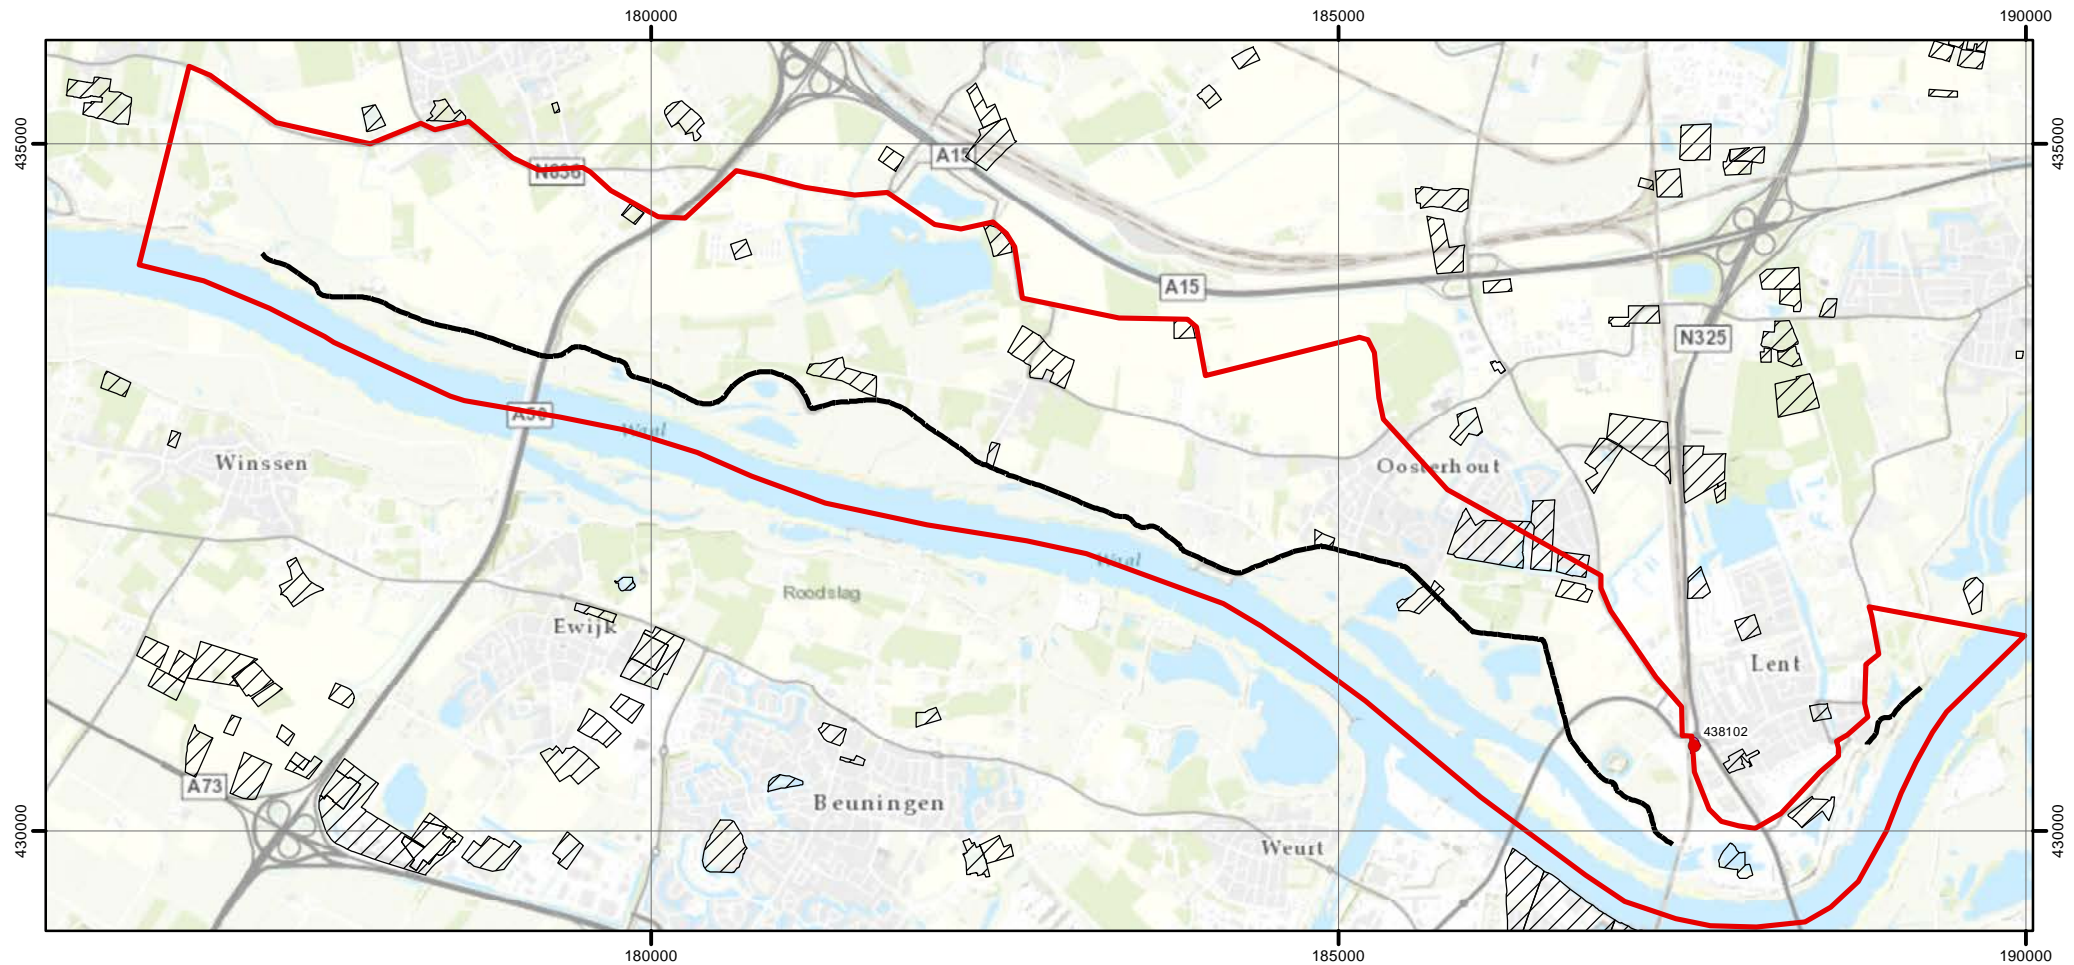 180000
185000
190000
435000
435000
A15
N836
A15
N325
A50
Waal
Winssen
Oosterhout
Waal
Roodslag
Ewijk
Lent
438102
A73
Beuningen
Weurt
430000
430000
180000
185000
190000